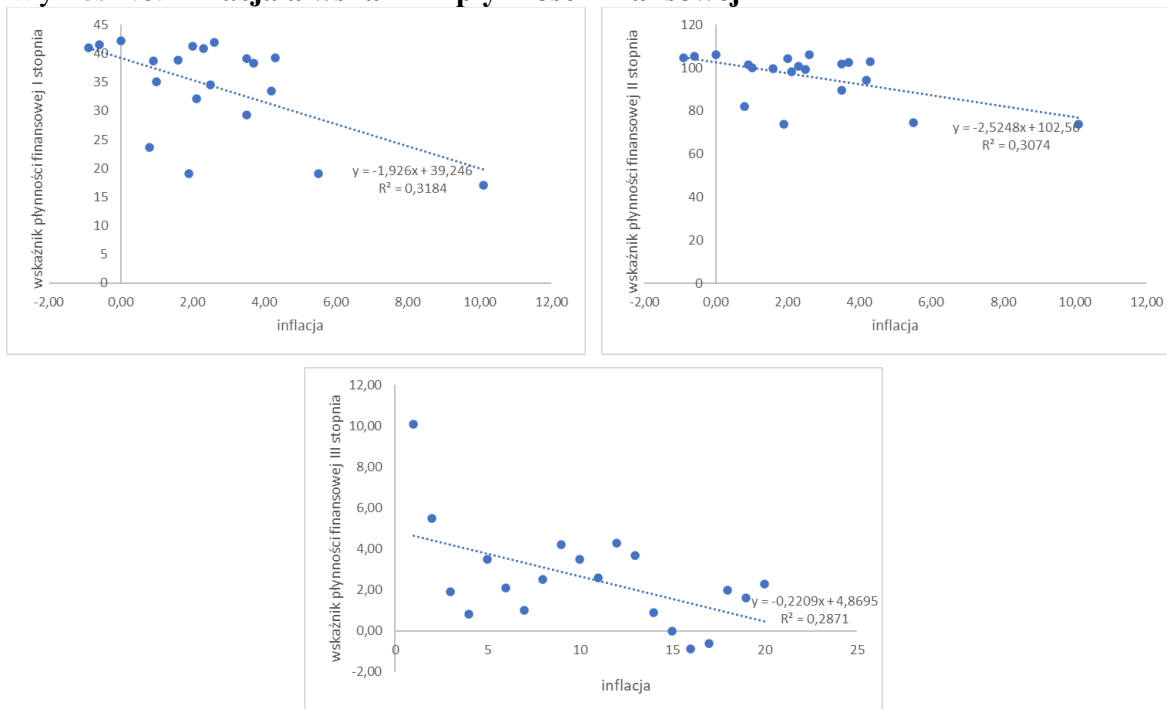 wskaźnik płynności finansowej I stopnia
45
40
35
30
25
20
15
10
5
0
-2,00 0,00 2,00 4,00 6,00 8,00 10,00 12,00
inflacja
y = -1,926x + 39,246
R² = 0,3184
wskaźnik płynności finansowej II stopnia
120
100
80
60
40
20
0
-2,00 0,00 2,00 4,00 6,00 8,00 10,00 12,00
inflacja
y = -2,5248x + 102,56
R² = 0,3074
wskaźnik płynności finansowej III stopnia
12,00
10,00
8,00
6,00
4,00
2,00
0,00
-2,00
0 5 10 15 20 25
inflacja
y = -0,2209x + 4,8695
R² = 0,2871